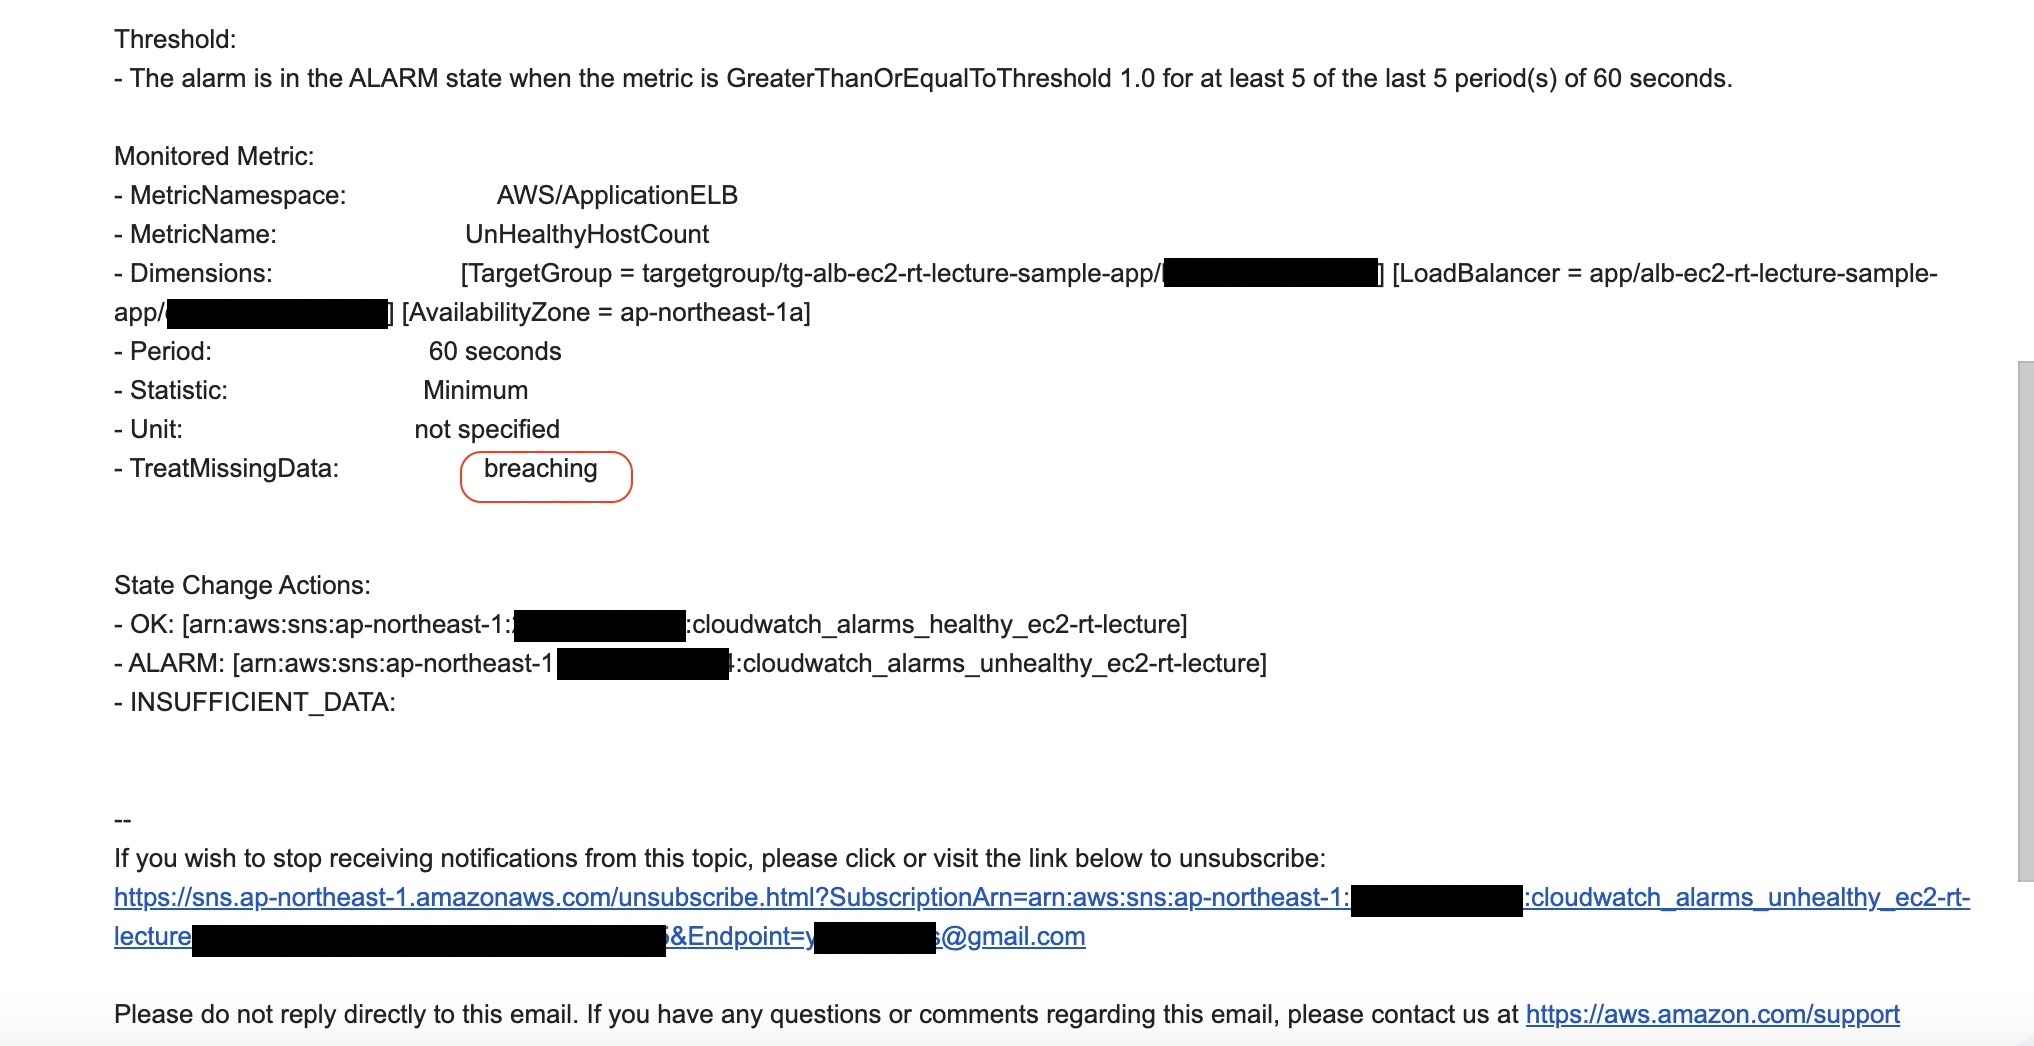 Threshold:
- The alarm is in the ALARM state when the metric is GreaterThanOrEqualToThreshold 1.0 for at least 5 of the last 5 period(s) of 60 seconds.
Monitored Metric:
- MetricNamespace: AWS/ApplicationELB
- MetricName: UnHealthyHostCount
- Dimensions: [TargetGroup = targetgroup/tg-alb-ec2-rt-lecture-sample-app/ ] [LoadBalancer = app/alb-ec2-rt-lecture-sample-
app/ ] [AvailabilityZone = ap-northeast-1a]
- Period: 60 seconds
- Statistic: Minimum
- Unit: not specified
- TreatMissingData: breaching
State Change Actions:
- OK: [arn:aws:sns:ap-northeast-1: :cloudwatch_alarms_healthy_ec2-rt-lecture]
- ALARM: [arn:aws:sns:ap-northeast-1 :cloudwatch_alarms_unhealthy_ec2-rt-lecture]
- INSUFFICIENT_DATA:
--
If you wish to stop receiving notifications from this topic, please click or visit the link below to unsubscribe:
https://sns.ap-northeast-1.amazonaws.com/unsubscribe.html?SubscriptionArn=arn:aws:sns:ap-northeast-1: :cloudwatch_alarms_unhealthy_ec2-rt-
lecture &Endpoint=y s@gmail.com
Please do not reply directly to this email. If you have any questions or comments regarding this email, please contact us at https://aws.amazon.com/support